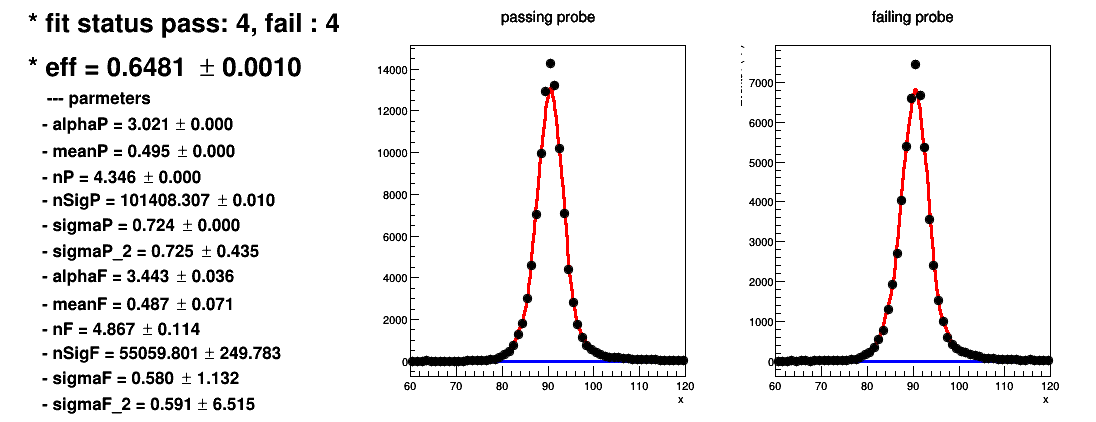 * fit status pass: 4, fail : 4
* eff = 0.6481 ± 0.0010
--- parmeters
- alphaP = 3.021 ± 0.000
- meanP = 0.495 ± 0.000
- nP = 4.346 ± 0.000
- nSigP = 101408.307 ± 0.010
- sigmaP = 0.724 ± 0.000
- sigmaP_2 = 0.725 ± 0.435
- alphaF = 3.443 ± 0.036
- meanF = 0.487 ± 0.071
- nF = 4.867 ± 0.114
- nSigF = 55059.801 ± 249.783
- sigmaF = 0.580 ± 1.132
- sigmaF_2 = 0.591 ± 6.515
passing probe
14000
12000
10000
8000
6000
4000
2000
0
60 70 80 90 100 110 120
x
failing probe
7000
6000
5000
4000
3000
2000
1000
0
60 70 80 90 100 110 120
x